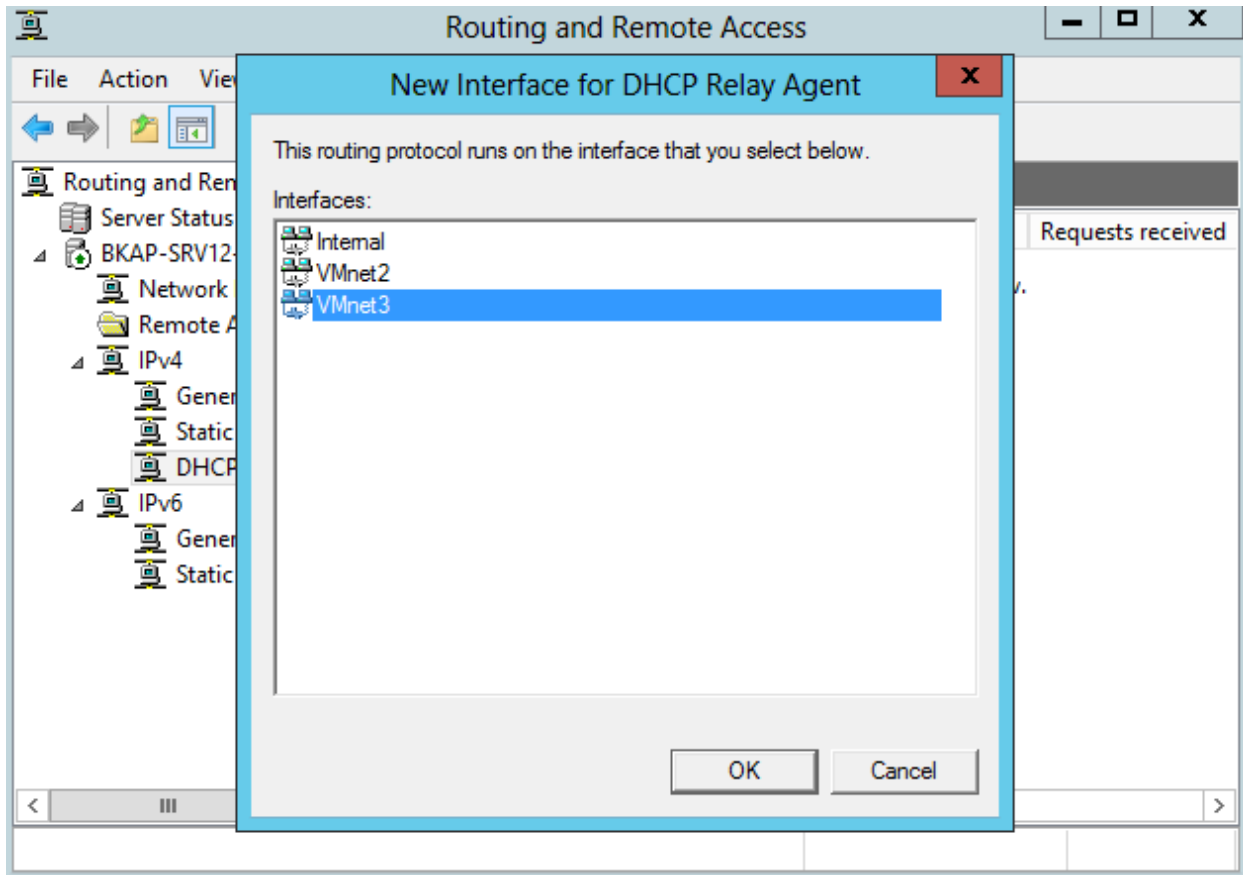 Routing and Remote Access
File Action Vie
New Interface for DHCP Relay Agent
This routing protocol runs on the interface that you select below.
Interfaces:
Internal
VMnet2
VMnet3
OK Cancel
Routing and Ren
Server Status
BKAP-SRV12-
Network
Remote A
IPv4
Gener
Static
DHCP
IPv6
Gener
Static
Requests received
v.